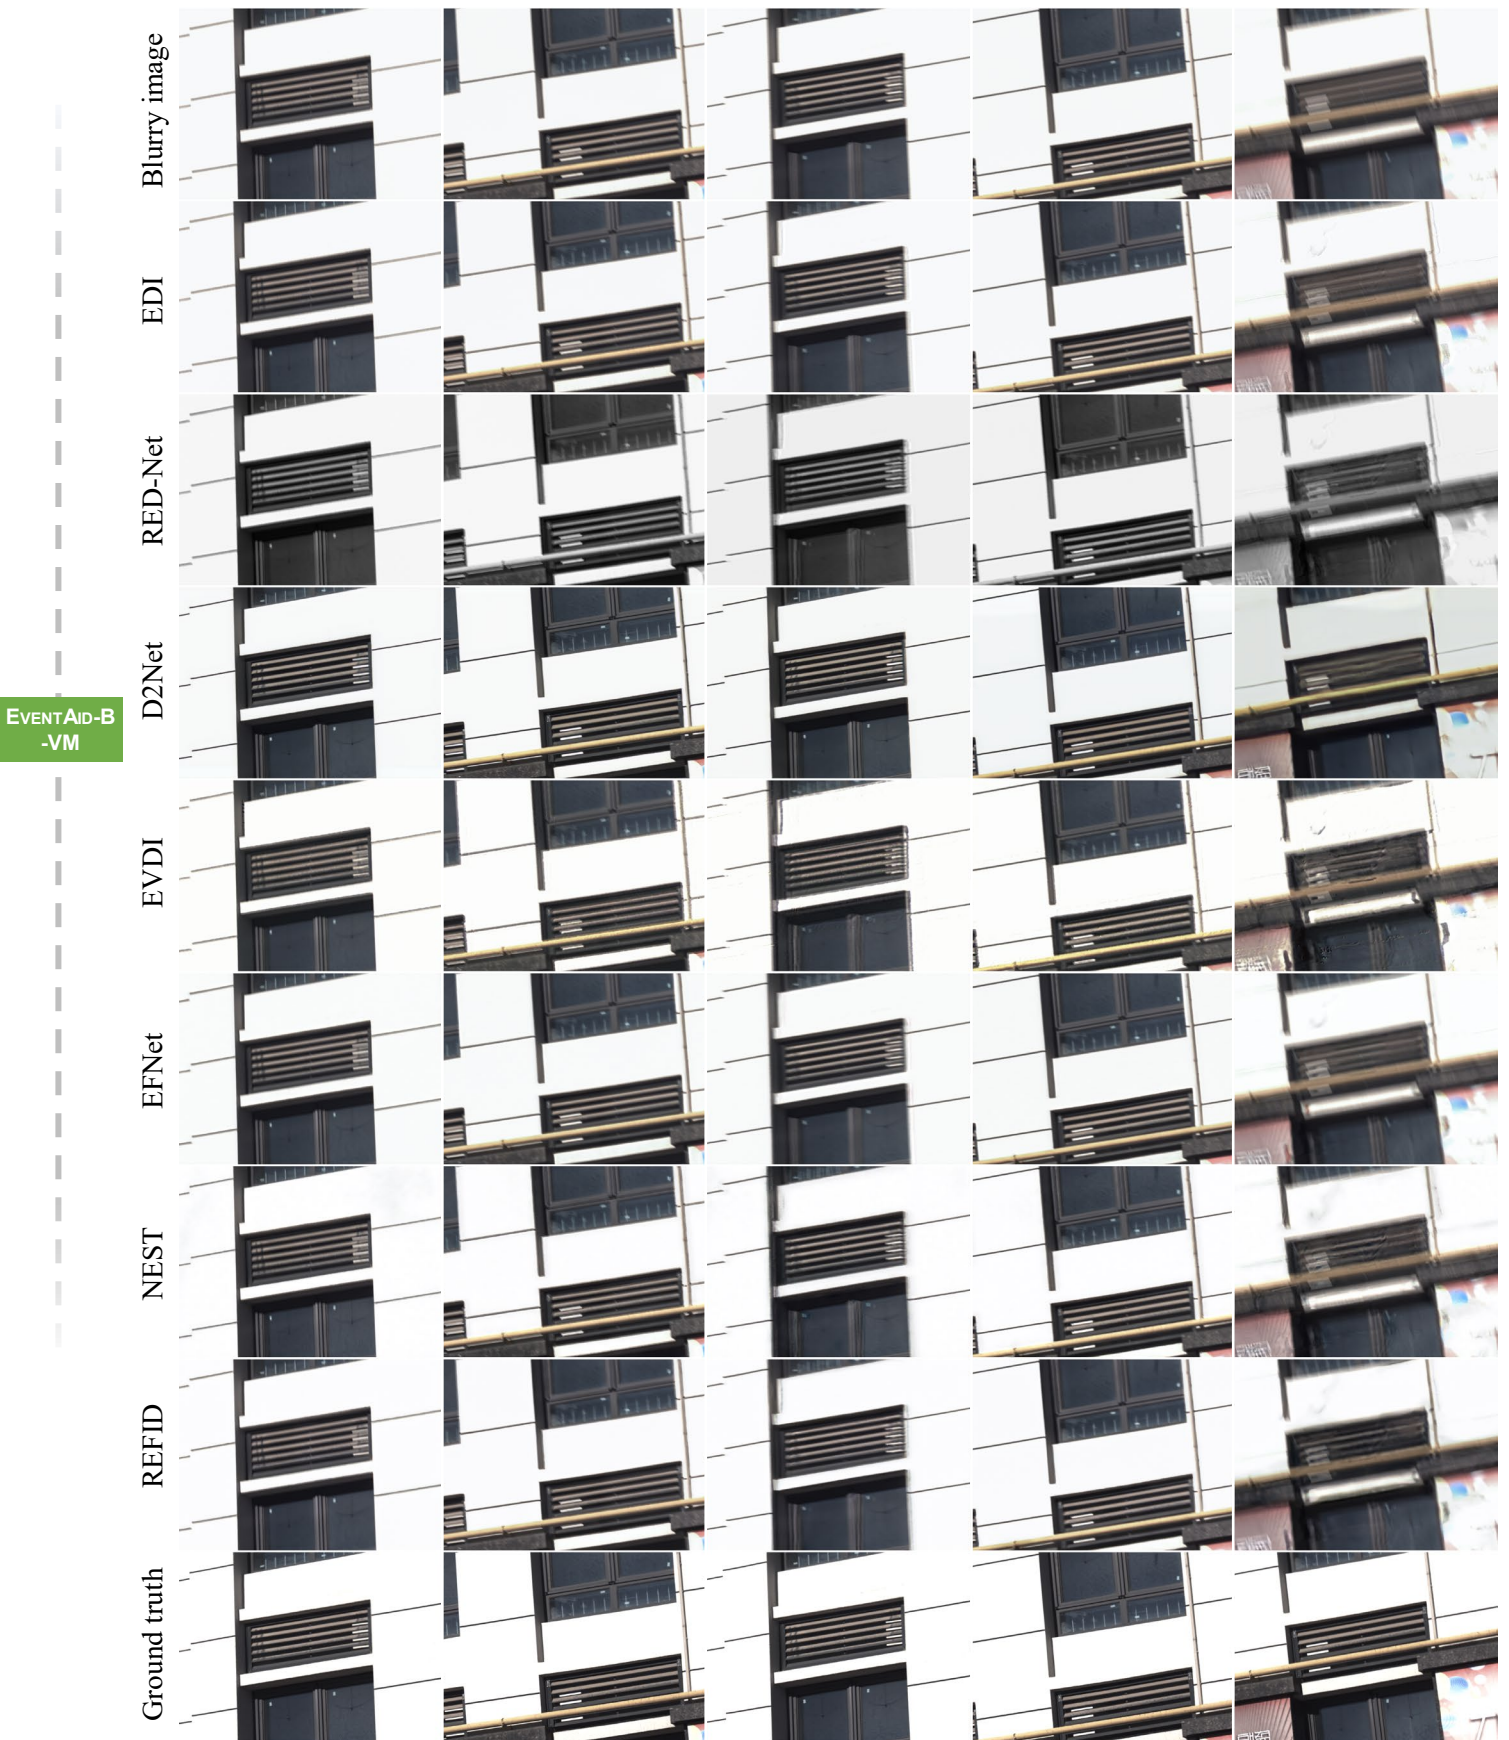 Blurry image
EDI
RED-Net
D2Net
EVENTAID-B
-VM
EVDI
EFNet
NEST
REFID
Ground truth